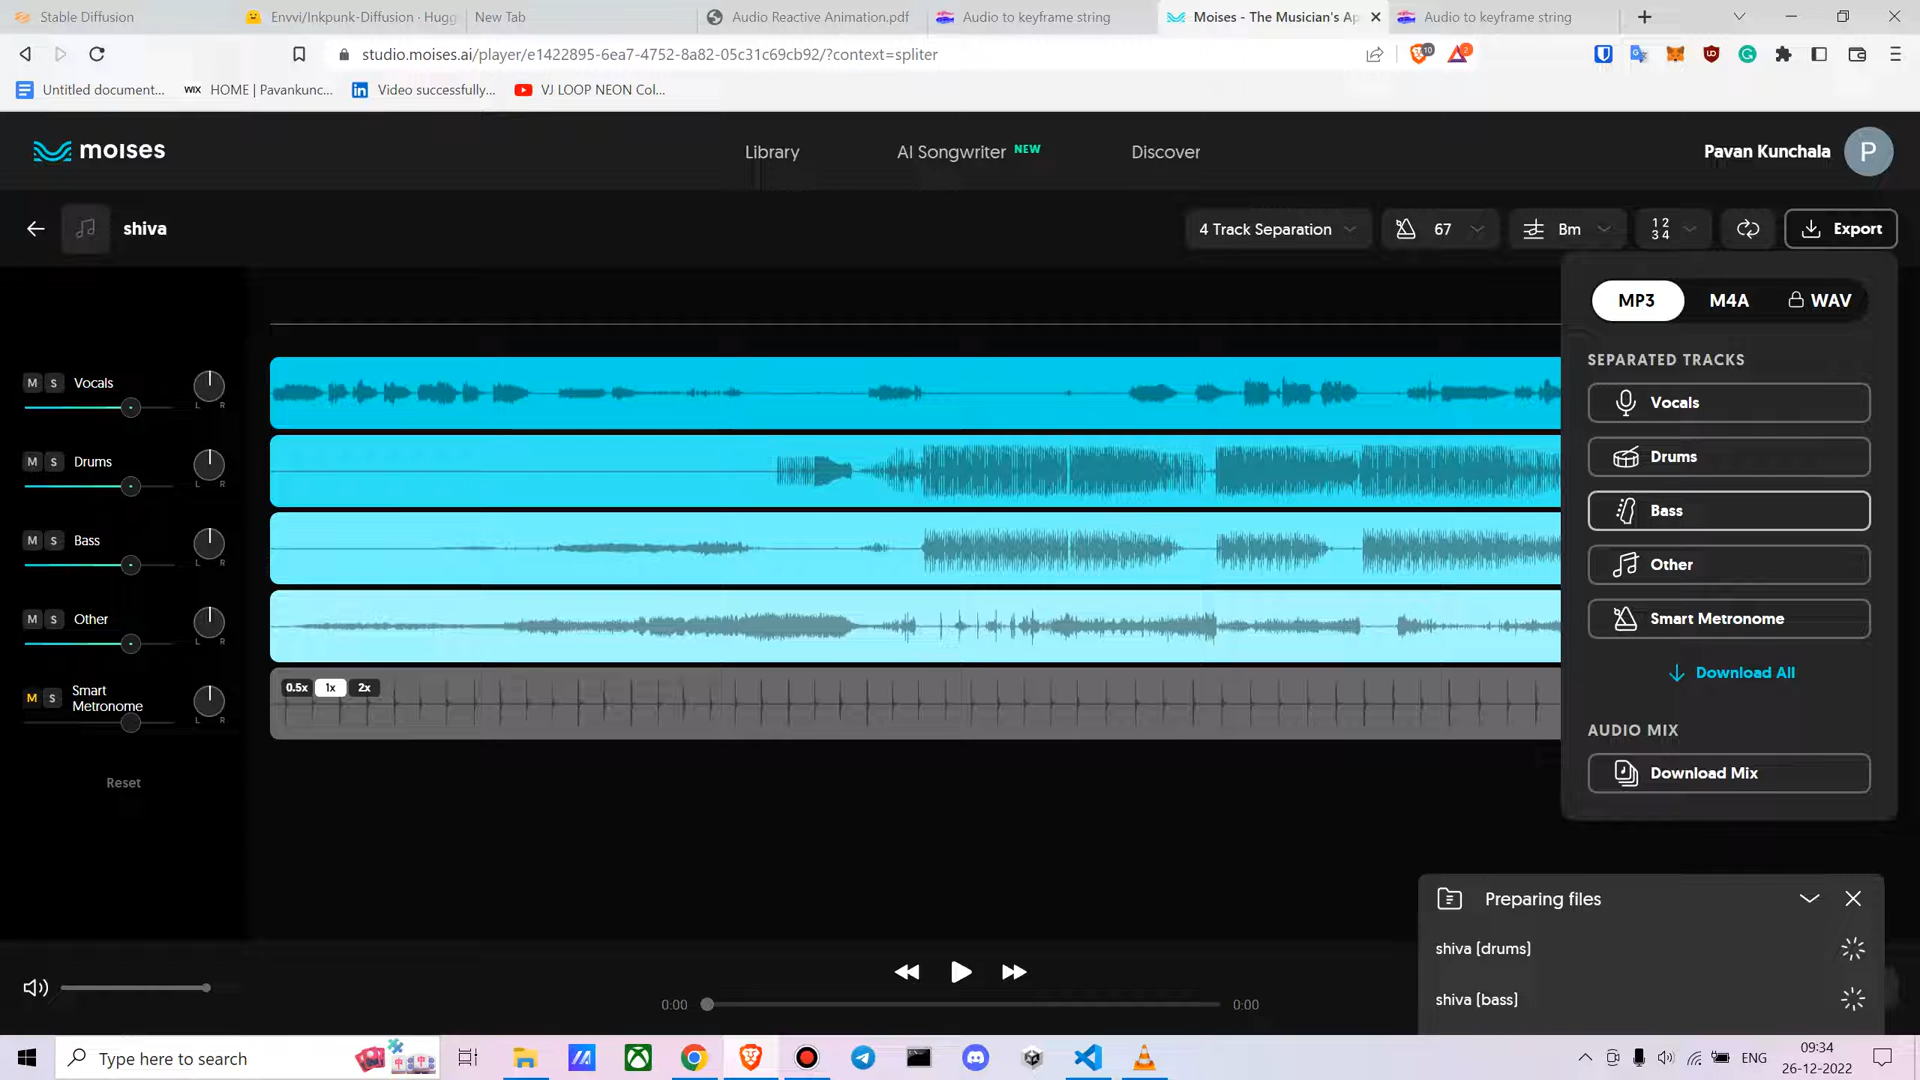 Stable Diffusion
Envvi/Inkpunk-Diffusion · Hugg
New Tab
Audio Reactive Animation.pdf
Audio to keyframe string
Moises - The Musician's Ap
Audio to keyframe string
studio.moises.ai/player/e1422895-6ea7-4752-8a82-05c31c69cb92/?context=spliter
10
2
Untitled document...
WIX HOME | Pavankunc...
Video successfully...
VJ LOOP NEON Col...
moises
Library
AI Songwriter NEW
Discover
Pavan Kunchala
P
shiva
4 Track Separation
67
Bm
1 2
3 4
Export
MP3
M4A
WAV
SEPARATED TRACKS
Vocals
Drums
Bass
Other
Smart Metronome
Download All
AUDIO MIX
Download Mix
M S Vocals
L R
M S Drums
L R
M S Bass
L R
M S Other
L R
M S Smart
Metronome
L R
0.5x 1x 2x
Reset
Preparing files
shiva [drums]
shiva [bass]
0:00
0:00
Type here to search
ENG
09:34
26-12-2022